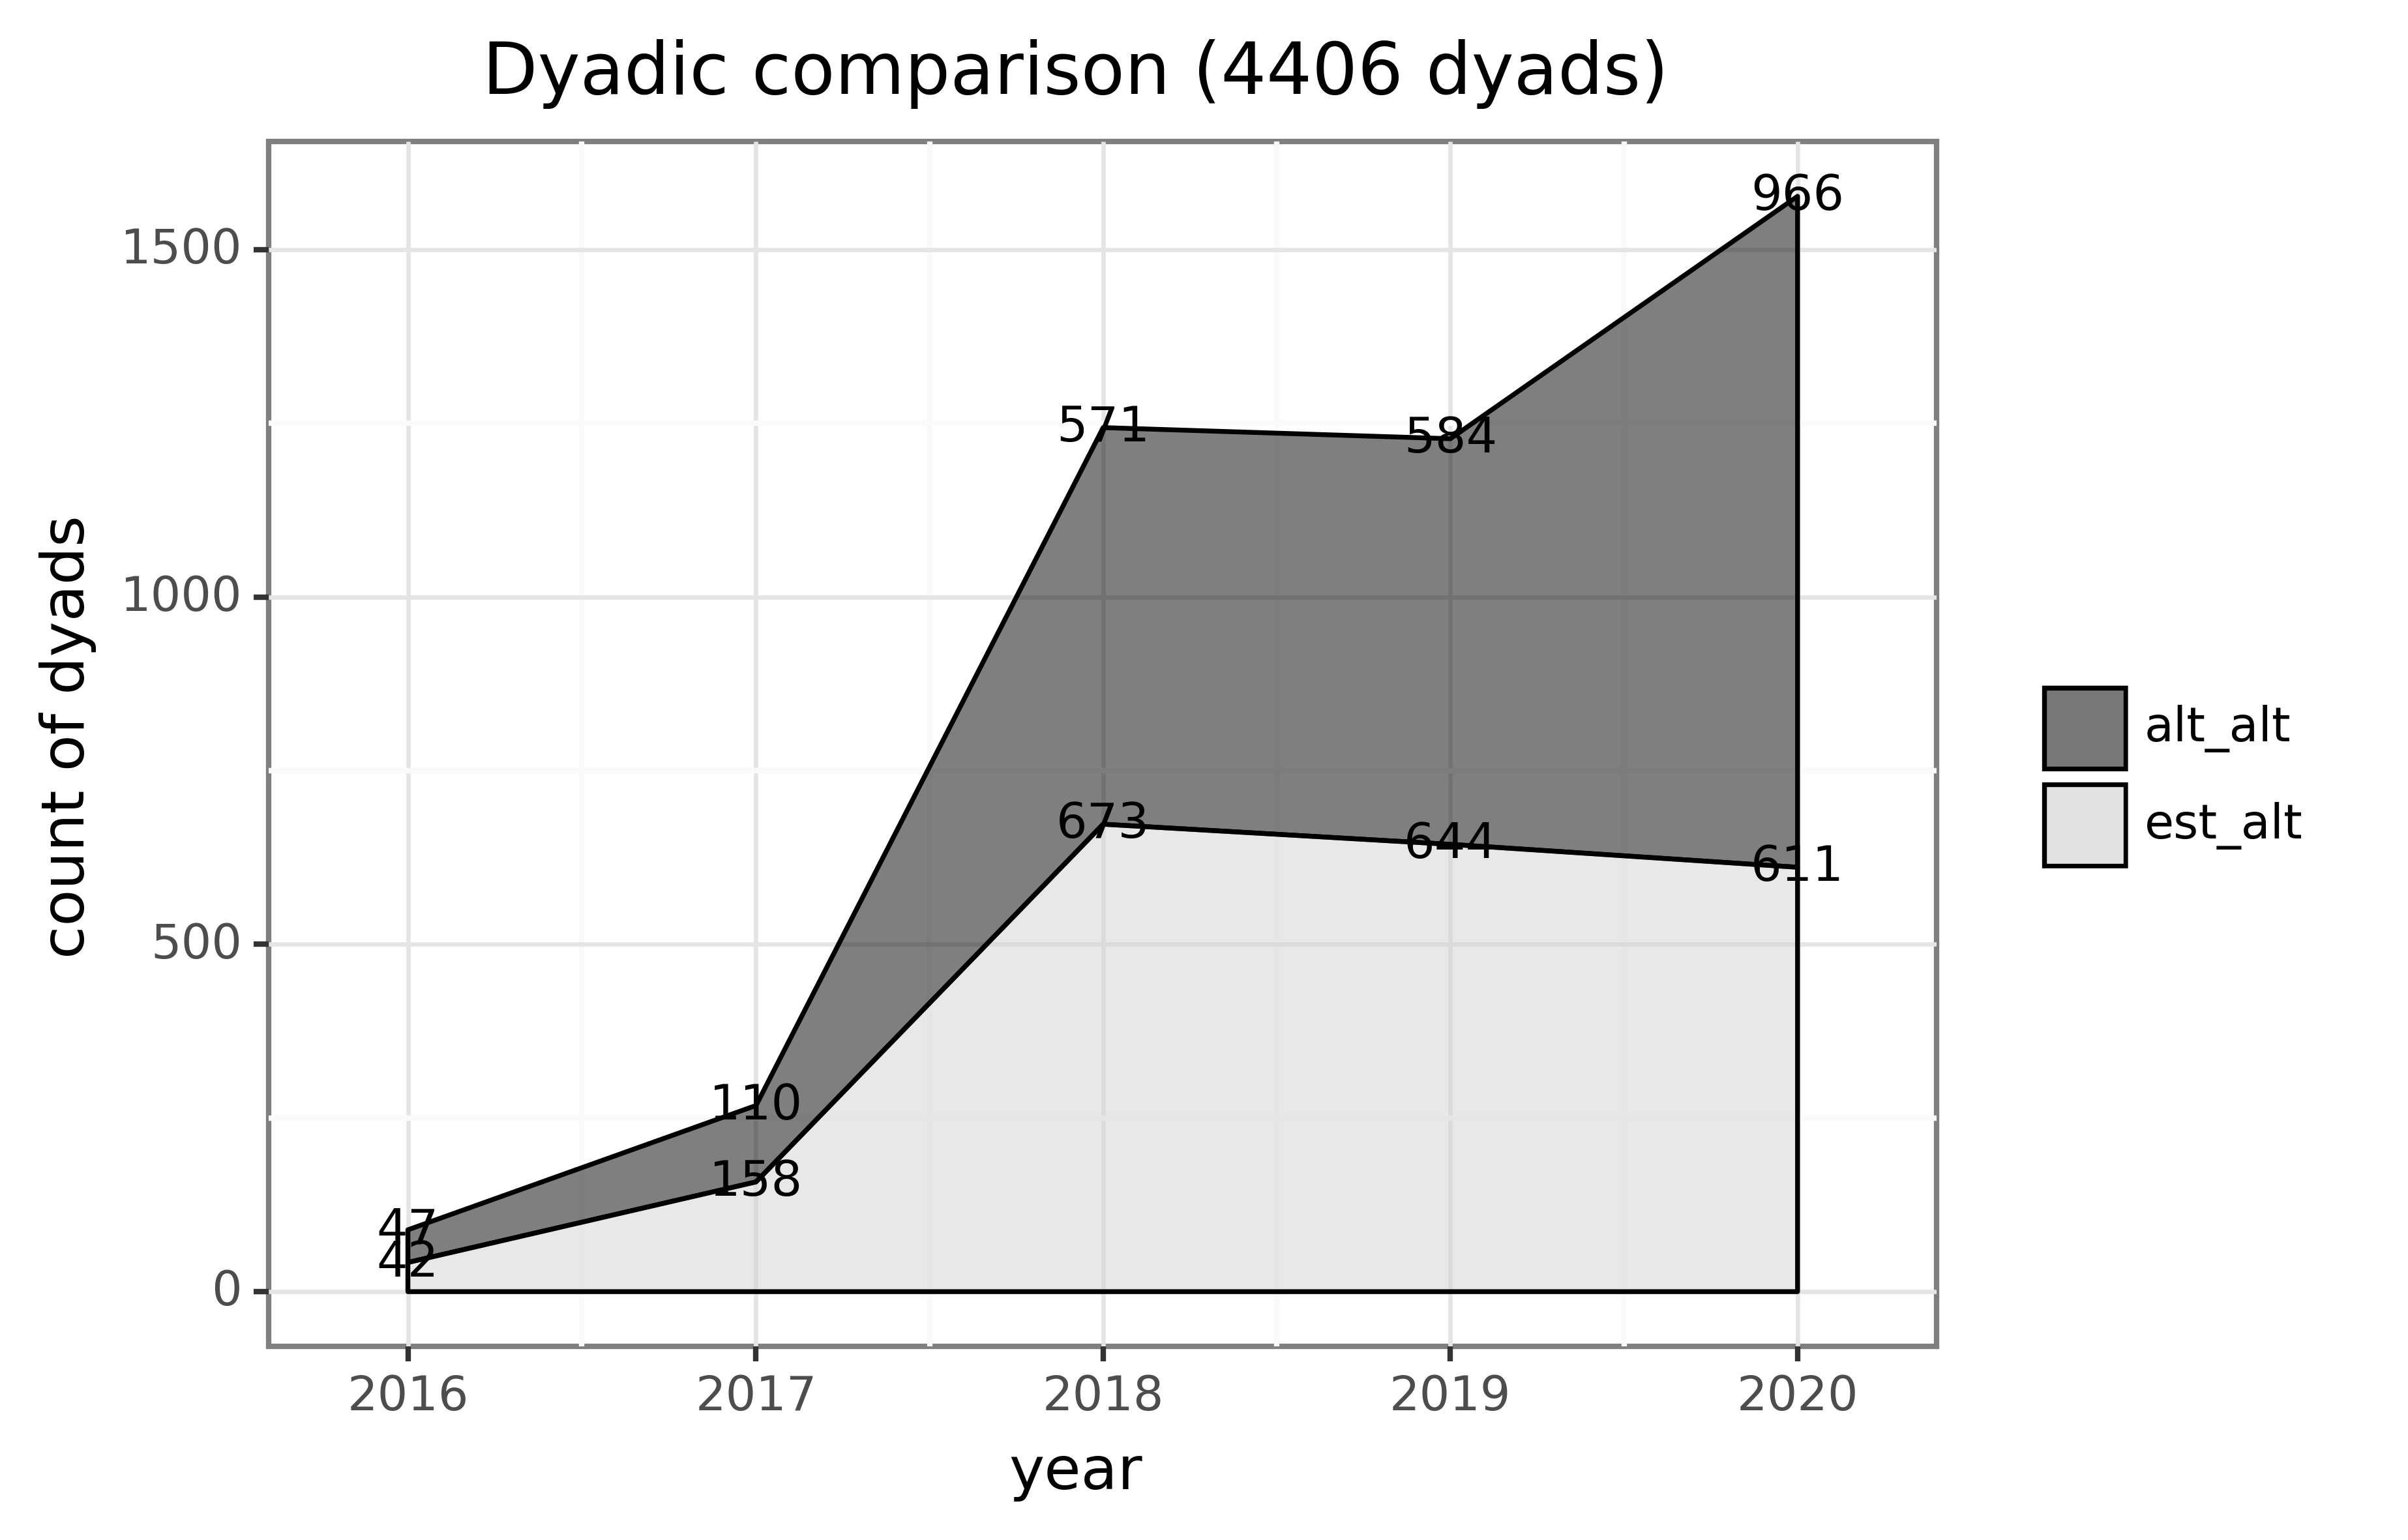 Dyadic comparison (4406 dyads)
count of dyads
1500
1000
500
0
966
571
584
673
644
611
110
158
47
42
alt_alt
est_alt
2016 2017 2018 2019 2020
year